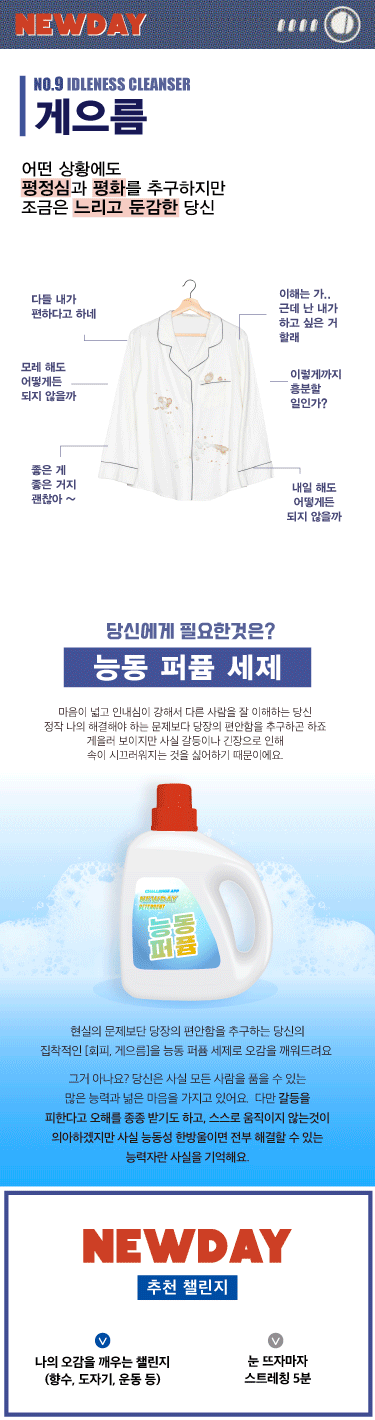 NEWDAY
NO.9 IDLENESS CLEANSER
게으름
어떤 상황에도
평정심과 평화를 추구하지만
조금은 느리고 둔감한 당신
다들 내가
편하다고 하네
이해는 가..
근데 난 내가
하고 싶은 거
할래
모레 해도
어떻게든
되지 않을까
이렇게까지
흥분할
일인가?
좋은 게
좋은 거지
괜찮아 ~
내일 해도
어떻게든
되지 않을까
당신에게 필요한것은?
능동 퍼퓸 세제
마음이 넓고 인내심이 강해서 다른 사람을 잘 이해하는 당신
정작 나의 해결해야 하는 문제보다 당장의 편안함을 추구하곤 하죠
게을러 보이지만 사실 갈등이나 긴장으로 인해
속이 시끄러워지는 것을 싫어하기 때문이에요.
CHALLENGE APP
NEWDAY
DETERGENT
능동
퍼퓸
현실의 문제보단 당장의 편안함을 추구하는 당신의
집착적인 [회피, 게으름]을 능동 퍼퓸 세제로 오감을 깨워드려요
그거 아나요? 당신은 사실 모든 사람을 품을 수 있는
많은 능력과 넒은 마음을 가지고 있어요. 다만 갈등을
피한다고 오해를 종종 받기도 하고, 스스로 움직이지 않는것이
의아하겠지만 사실 능동성 한방울이면 전부 해결할 수 있는
능력자란 사실을 기억해요.
NEWDAY
추천 챌린지
나의 오감을 깨우는 챌린지
(향수, 도자기, 운동 등)
눈 뜨자마자
스트레칭 5분